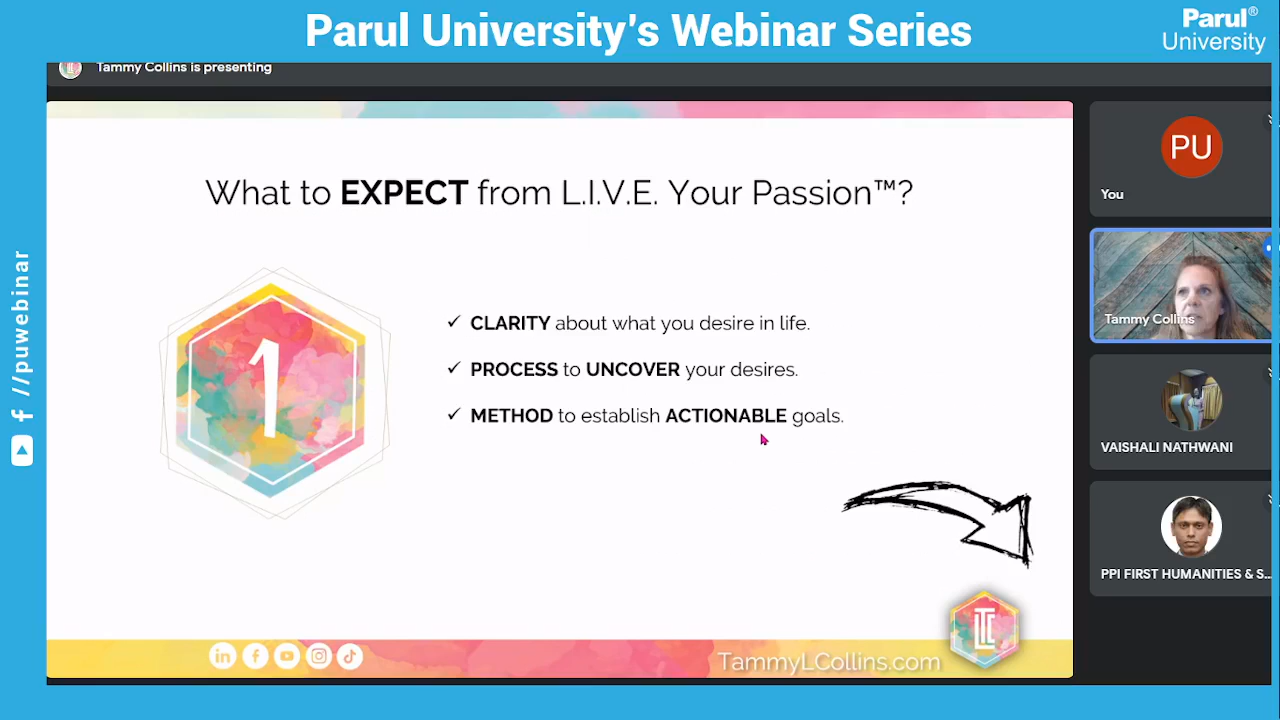 Parul University's Webinar Series
Parul®
University
Tammy Collins is presenting
What to EXPECT from L.I.V.E. Your Passion™?
1
✓ CLARITY about what you desire in life.
✓ PROCESS to UNCOVER your desires.
✓ METHOD to establish ACTIONABLE goals.
TammyLCollins.com
PU
You
Tammy Collins
VAISHALI NATHWANI
PPI FIRST HUMANITIES & S...
//puwebinar